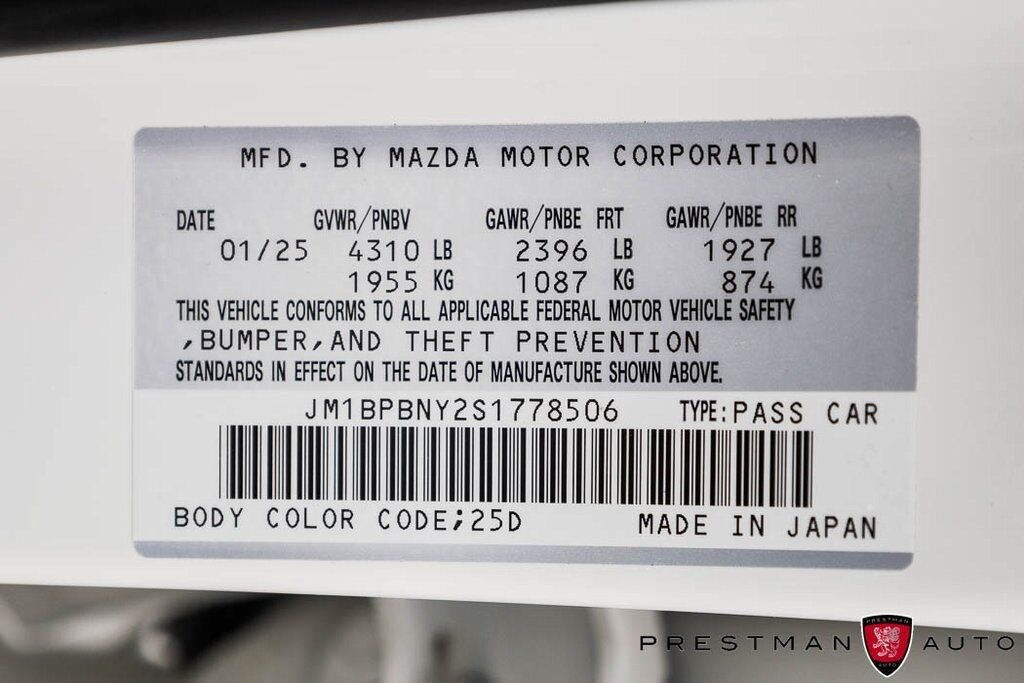 MFD. BY MAZDA MOTOR CORPORATION
DATE GVWR/PNBV GAWR/PNBE FRT GAWR/PNBE RR
01/25 4310 LB 2396 LB 1927 LB
1955 KG 1087 KG 874 KG
THIS VEHICLE CONFORMS TO ALL APPLICABLE FEDERAL MOTOR VEHICLE SAFETY
,BUMPER,AND THEFT PREVENTION
STANDARDS IN EFFECT ON THE DATE OF MANUFACTURE SHOWN ABOVE.
JM1BPBNY2S1778506 TYPE:PASS CAR
BODY COLOR CODE;25D MADE IN JAPAN
PRESTMAN PRESTMAN AUTO
AUTO